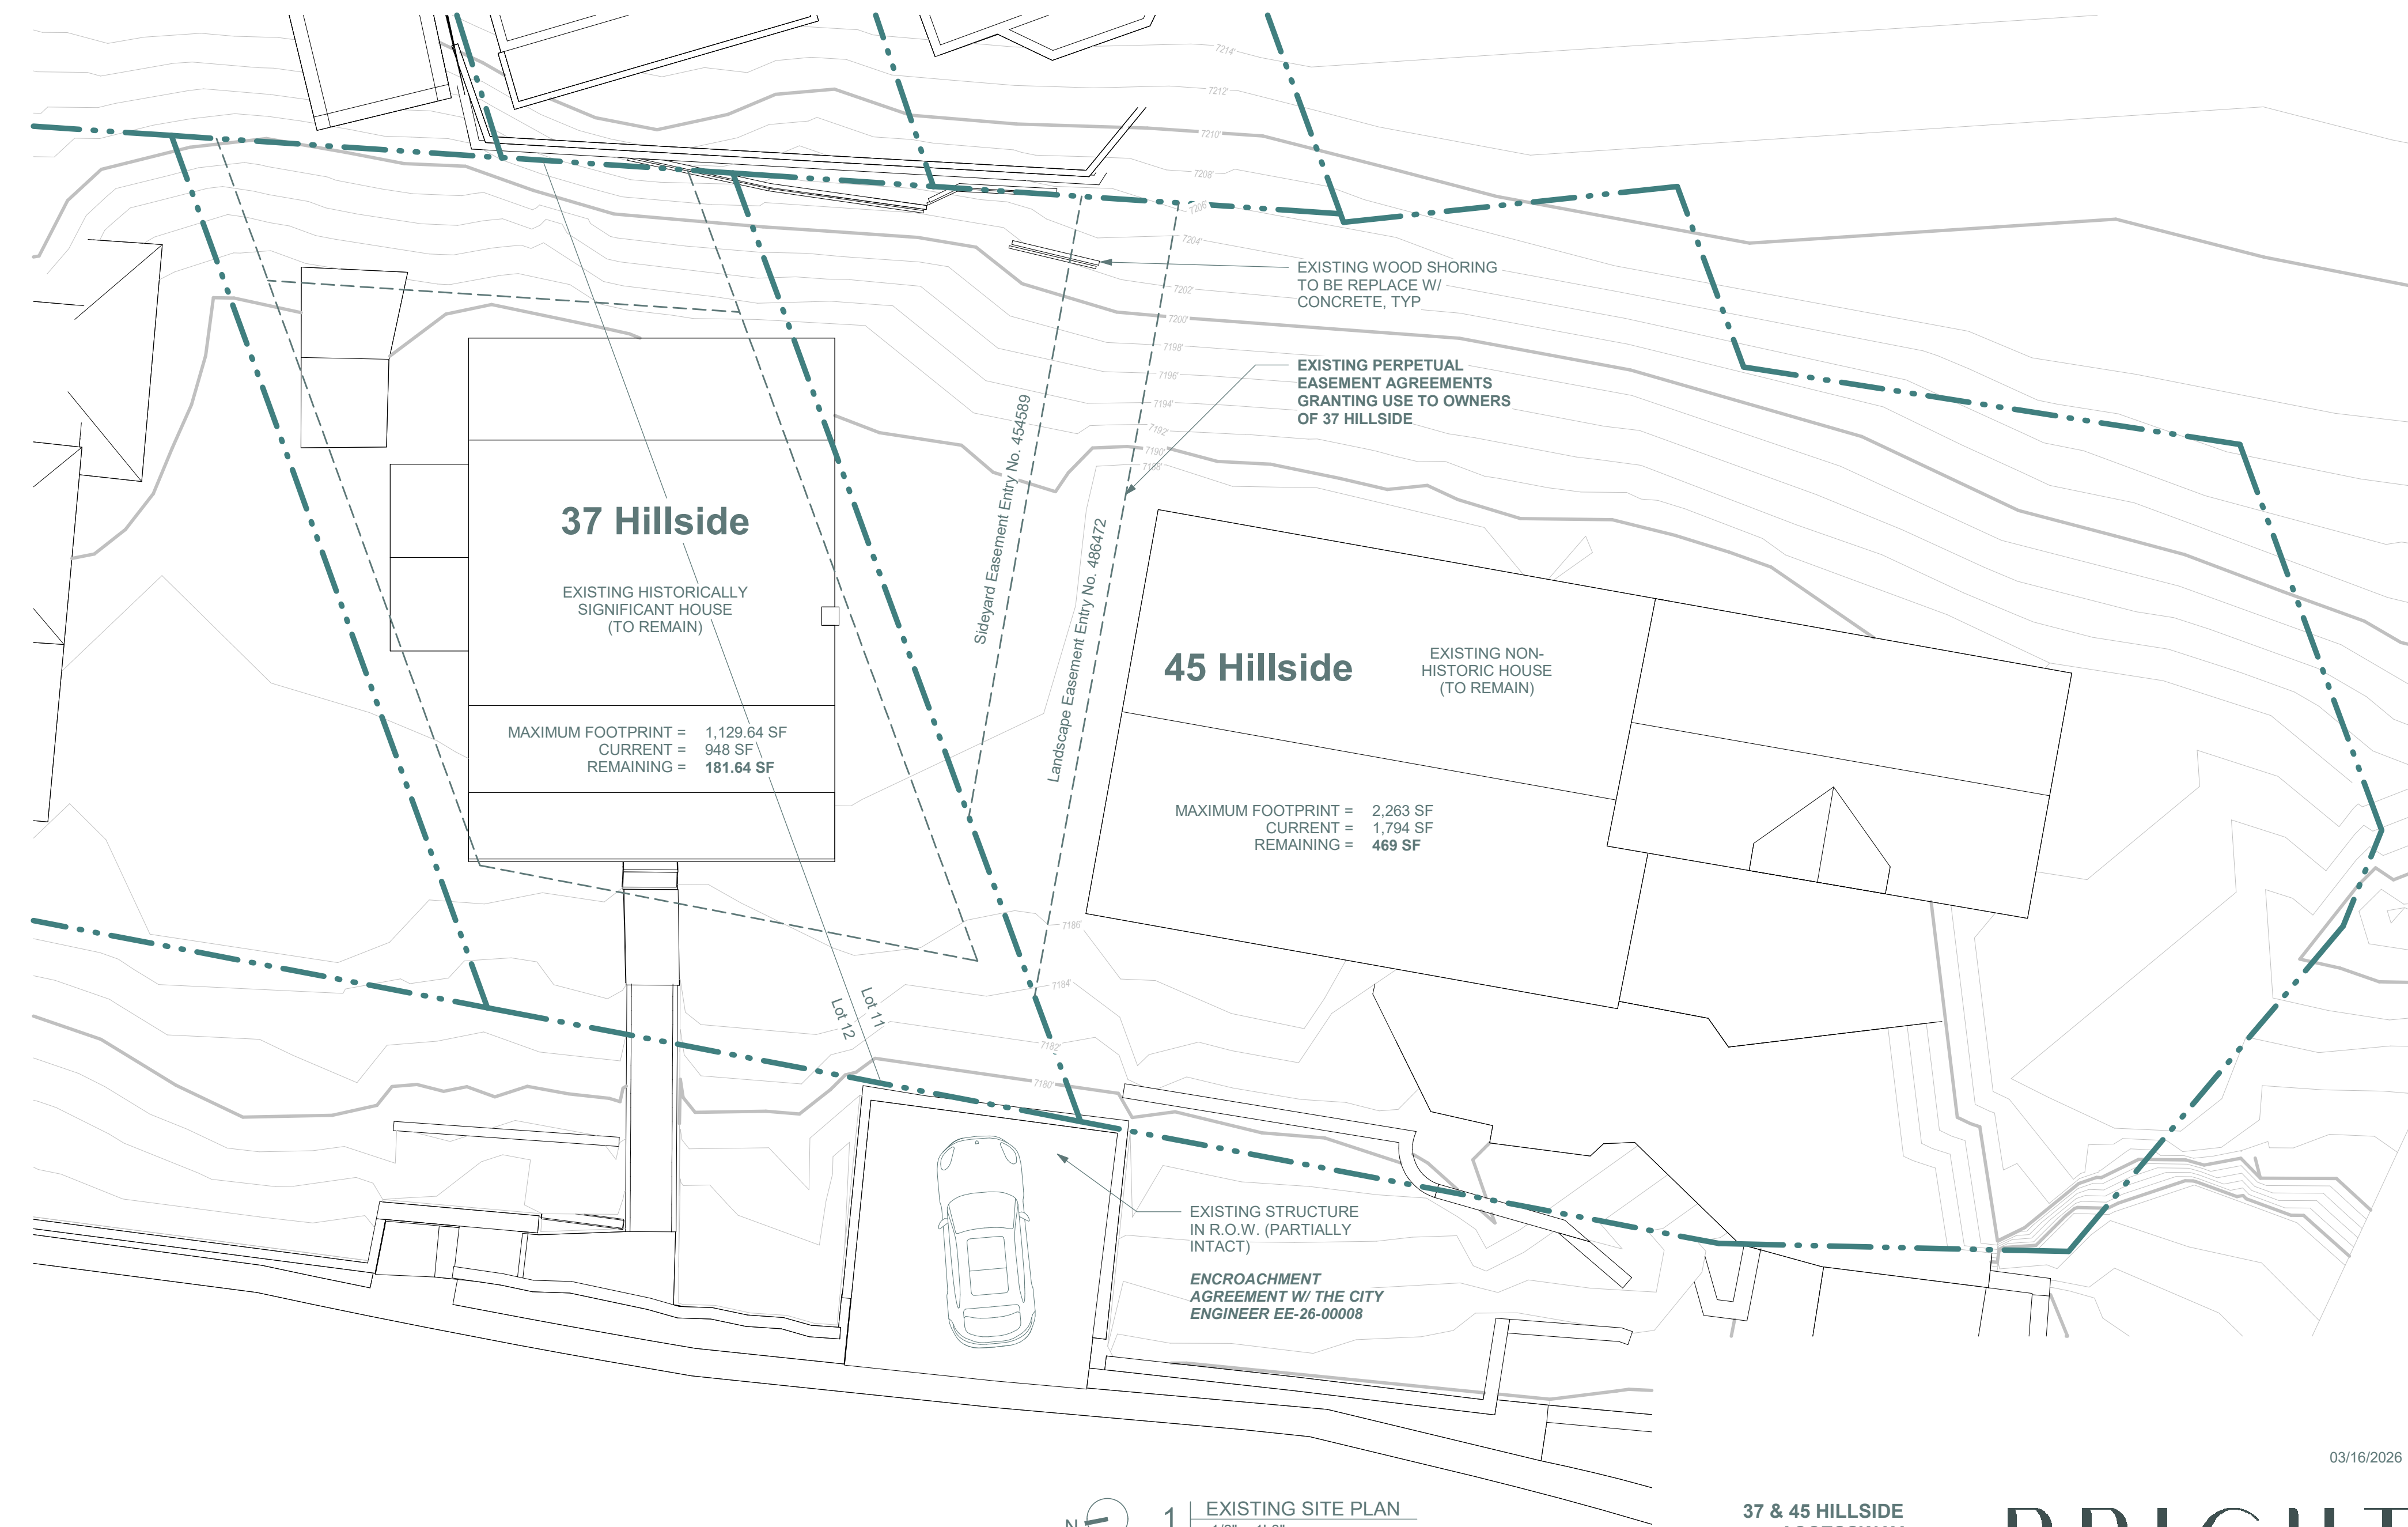 7214'
7212'
7210'
7208'
7206'
7204'
7202'
7200'
7198'
7196'
7194'
7192'
7190'
7188'
EXISTING WOOD SHORING
TO BE REPLACE W/
CONCRETE, TYP
EXISTING PERPETUAL
EASEMENT AGREEMENTS
GRANTING USE TO OWNERS
OF 37 HILLSIDE
Sideyard Easement Entry No. 454589
Landscape Easement Entry No. 486472
37 Hillside
EXISTING HISTORICALLY
SIGNIFICANT HOUSE
(TO REMAIN)
MAXIMUM FOOTPRINT = 1,129.64 SF
CURRENT = 948 SF
REMAINING = 181.64 SF
45 Hillside
EXISTING NON-
HISTORIC HOUSE
(TO REMAIN)
MAXIMUM FOOTPRINT = 2,263 SF
CURRENT = 1,794 SF
REMAINING = 469 SF
7186'
7184'
7182'
7180'
Lot 11
Lot 12
EXISTING STRUCTURE
IN R.O.W. (PARTIALLY
INTACT)
ENCROACHMENT
AGREEMENT W/ THE CITY
ENGINEER EE-26-00008
03/16/2026
N
1
EXISTING SITE PLAN
37 & 45 HILLSIDE
BRIGHT